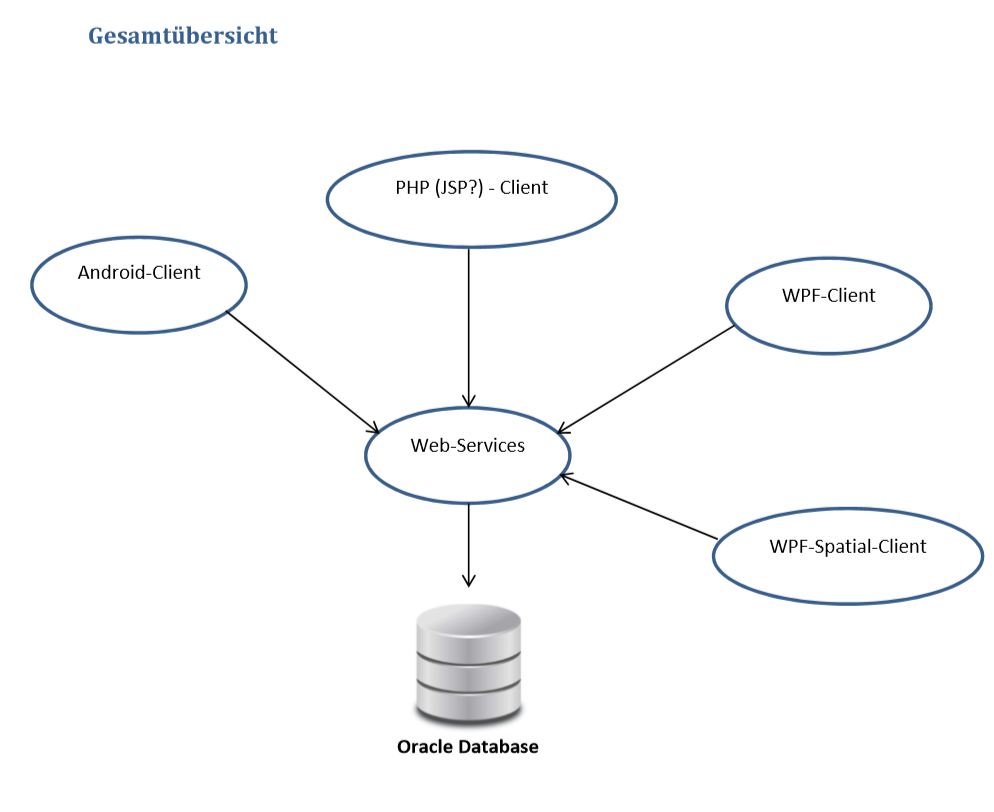 Gesamtübersicht
PHP (JSP?) - Client
Android-Client
WPF-Client
Web-Services
WPF-Spatial-Client
Oracle Database